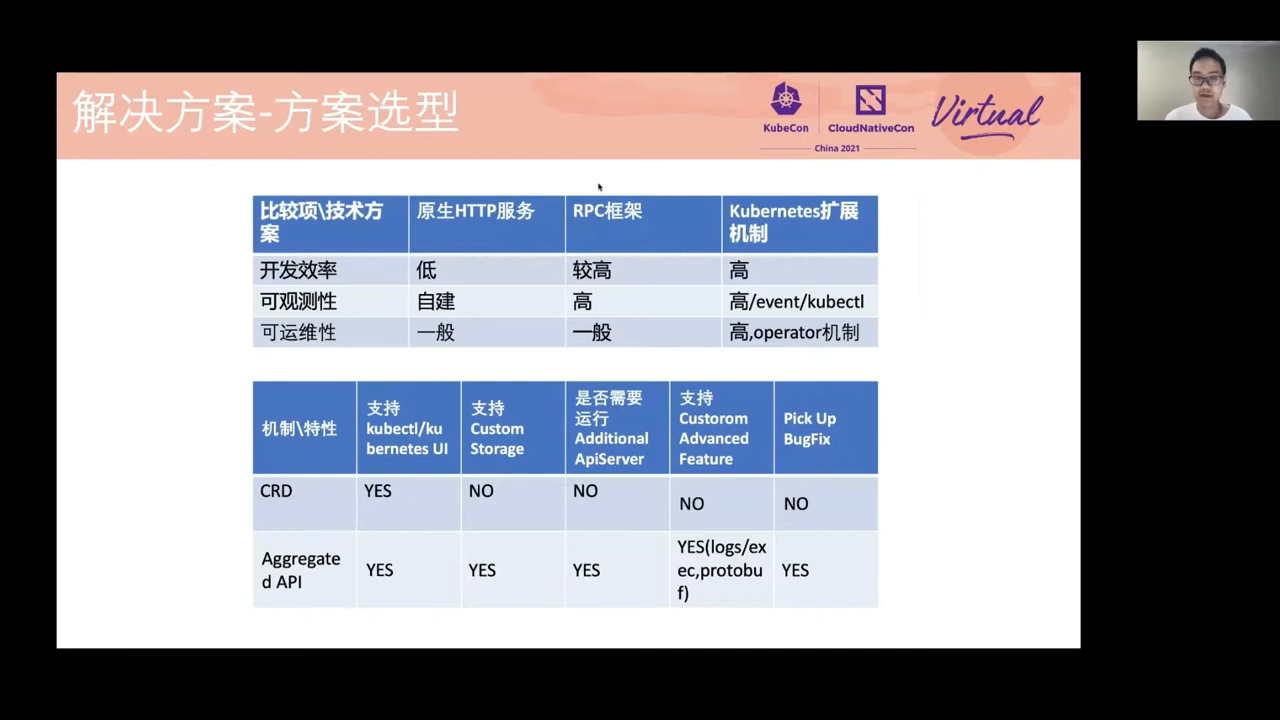 解决方案-方案选型
KubeCon
CloudNativeCon
China 2021
Virtual
比较项\技术方
案
原生HTTP服务
RPC框架
Kubernetes扩展
机制
开发效率
低
较高
高
可观测性
自建
高
高/event/kubectl
可运维性
一般
一般
高,operator机制
机制\特性
支持
kubectl/ku
bernetes UI
支持
Custom
Storage
是否需要
运行
Additional
ApiServer
支持
Custorom
Advanced
Feature
Pick Up
BugFix
CRD
YES
NO
NO
NO
NO
Aggregate
d API
YES
YES
YES
YES(logs/ex
ec,protobu
f)
YES